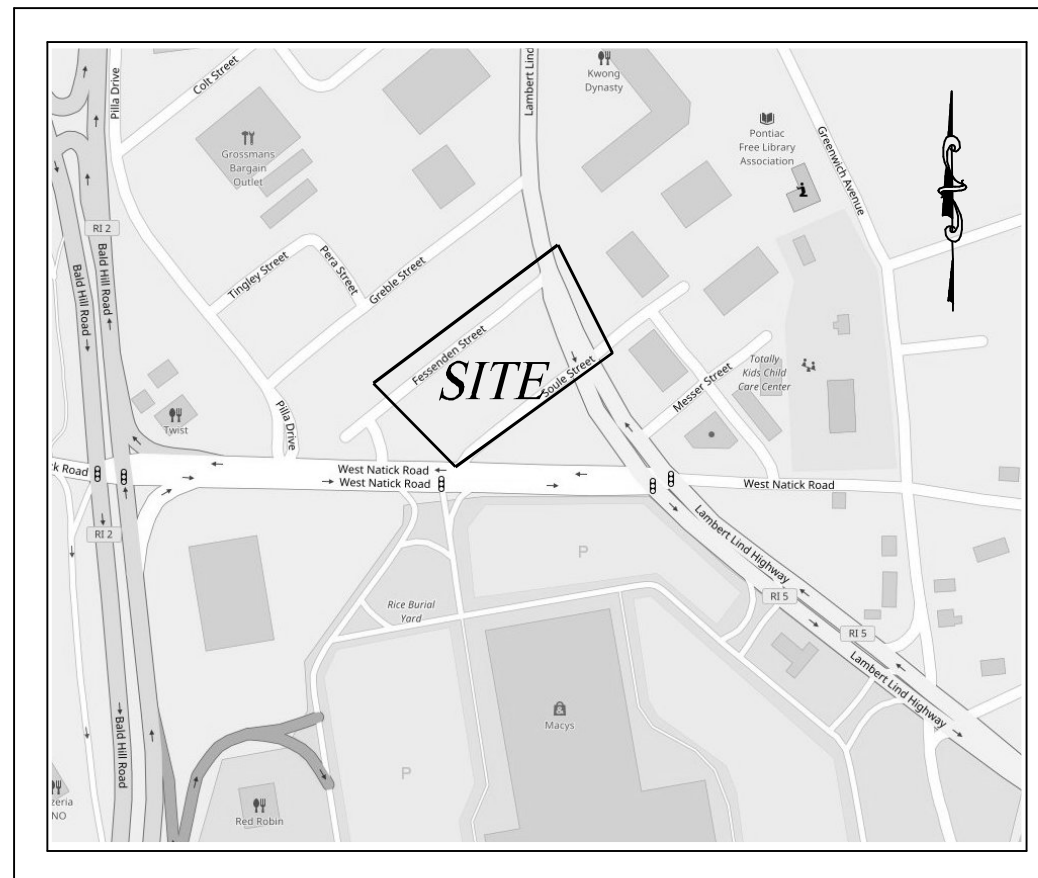 Pilla Drive
Colt Street
Lambert Lind
Kwong
Dynasty
Grossmans
Bargain
Outlet
Pontiac
Free Library
Association
Greenwich Avenue
RI 2
Bald Hill Road
Bald Hill Road
Tingley Street
Pera Street
Greble Street
Fessenden Street
SITE
Soule Street
Messer Street
Totally
Kids Child
Care Center
Twist
Pilla Drive
Road
West Natick Road
West Natick Road
West Natick Road
RI 2
P
Lambert Lind Highway
RI 5
RI 5
Rice Burial
Yard
Lambert Lind Highway
Bald Hill Road
Macys
P
zeria
NO
Red Robin